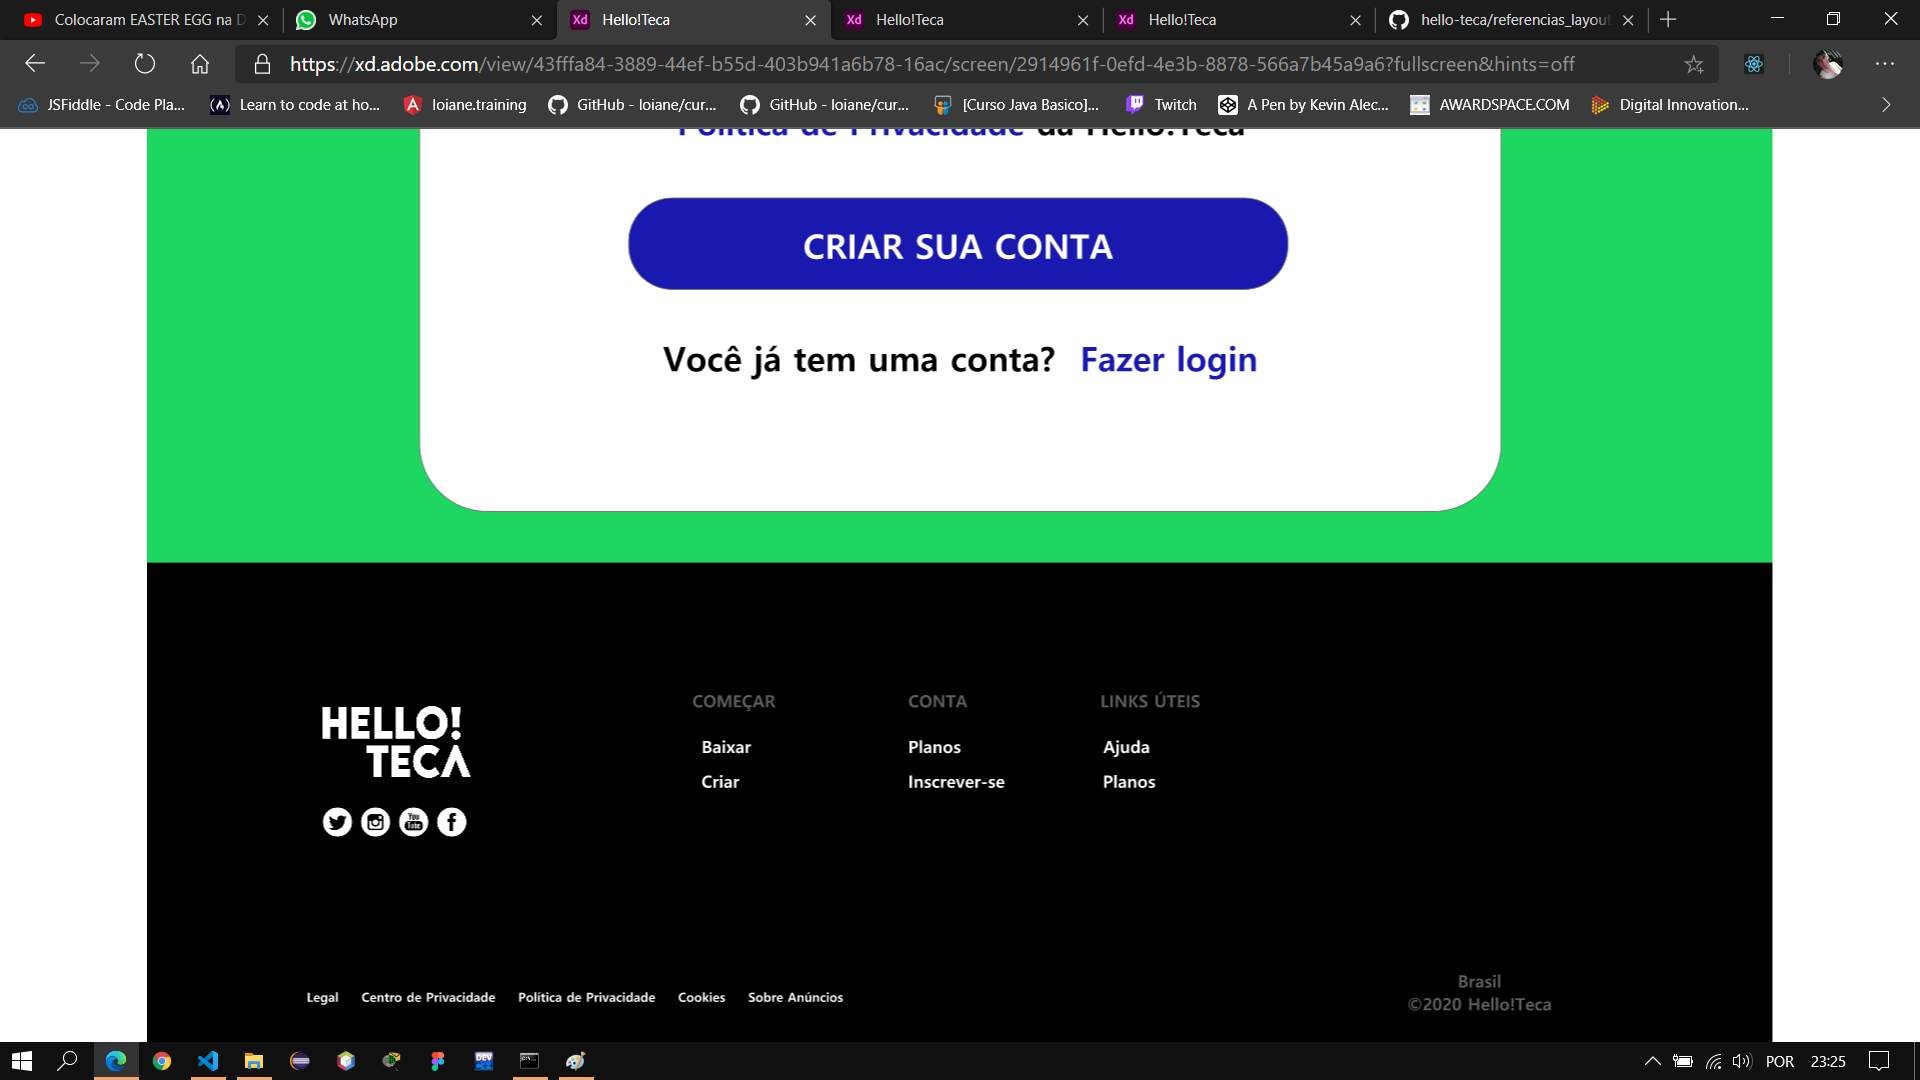 Colocaram EASTER EGG na D
WhatsApp
Hello!Teca
Hello!Teca
Hello!Teca
hello-teca/referencias_layout
https://xd.adobe.com/view/43fffa84-3889-44ef-b55d-403b941a6b78-16ac/screen/2914961f-0efd-4e3b-8878-566a7b45a9a6?fullscreen&hints=off
JSFiddle - Code Pla...
Learn to code at ho...
loiane.training
GitHub - loiane/cur...
GitHub - loiane/cur...
[Curso Java Basico]...
Twitch
A Pen by Kevin Alec...
AWARDSPACE.COM
Digital Innovation...
Política de Privacidade da Hello!Teca
CRIAR SUA CONTA
Você já tem uma conta? Fazer login
HELLO!
TECA
COMEÇAR
Baixar
Criar
CONTA
Planos
Inscrever-se
LINKS ÚTEIS
Ajuda
Planos
Legal
Centro de Privacidade
Política de Privacidade
Cookies
Sobre Anúncios
Brasil
©2020 Hello!Teca
POR
23:25